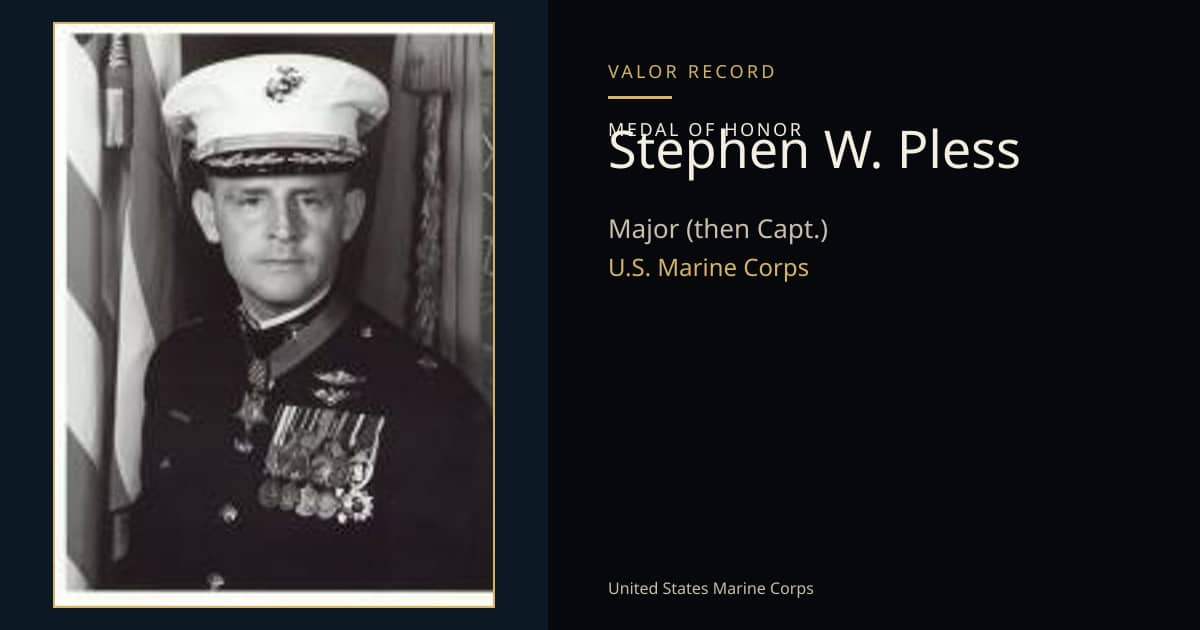 VALOR RECORD
MEDAL OF HONOR
Stephen W. Pless
Major (then Capt.)
U.S. Marine Corps
United States Marine Corps